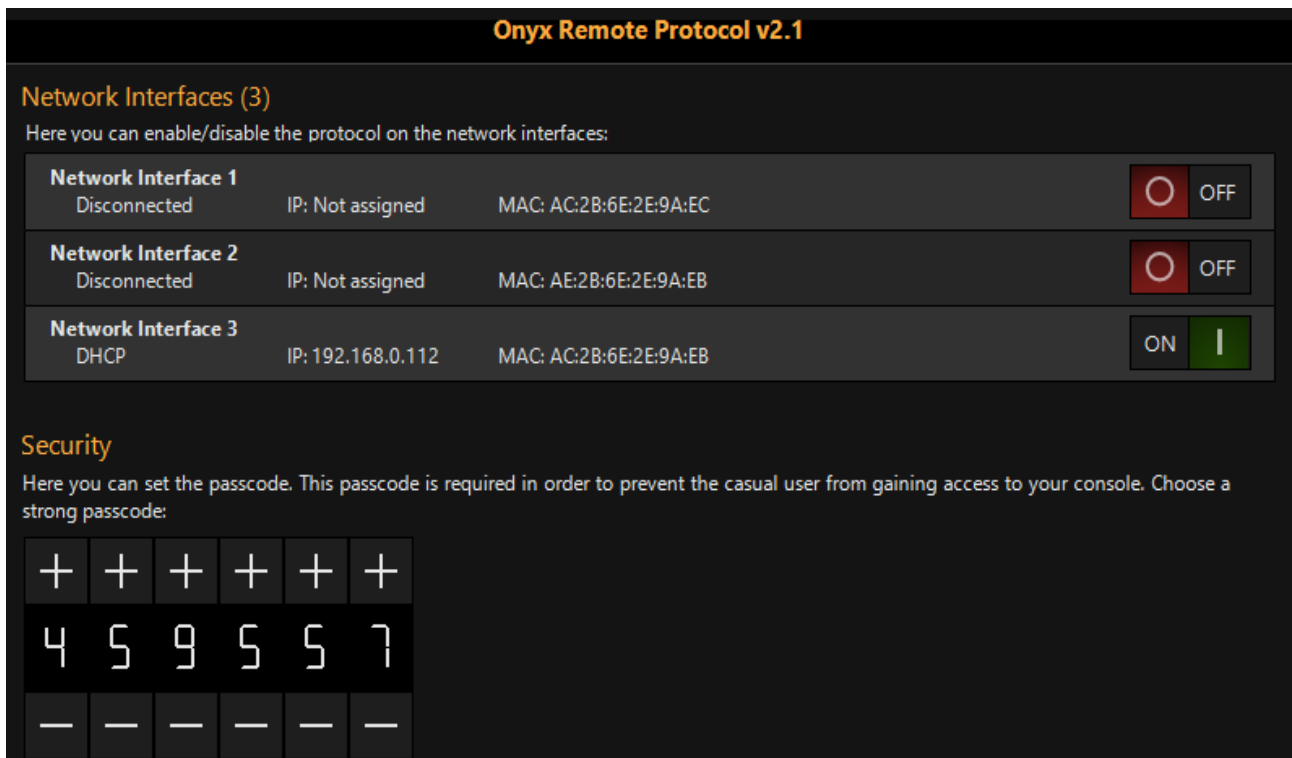 Onyx Remote Protocol v2.1
Network Interfaces (3)
Here you can enable/disable the protocol on the network interfaces:
Network Interface 1
Disconnected IP: Not assigned MAC: AC:2B:6E:2E:9A:EC OFF
Network Interface 2
Disconnected IP: Not assigned MAC: AE:2B:6E:2E:9A:EB OFF
Network Interface 3
DHCP IP: 192.168.0.112 MAC: AC:2B:6E:2E:9A:EB ON
Security
Here you can set the passcode. This passcode is required in order to prevent the casual user from gaining access to your console. Choose a
strong passcode:
+ + + + + +
4 5 9 5 5 7
— — — — — —